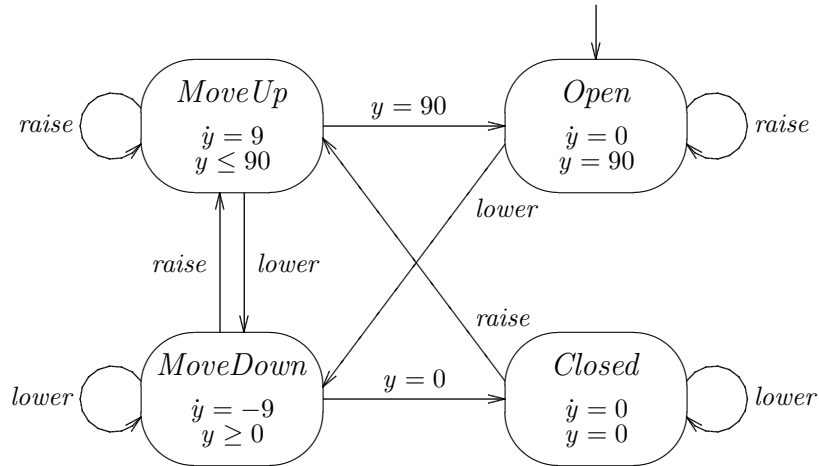 MoveUp
ẏ = 9
y ≤ 90
raise
y = 90
Open
ẏ = 0
y = 90
raise
lower
raise
lower
raise
MoveDown
ẏ = −9
y ≥ 0
lower
y = 0
Closed
ẏ = 0
y = 0
lower